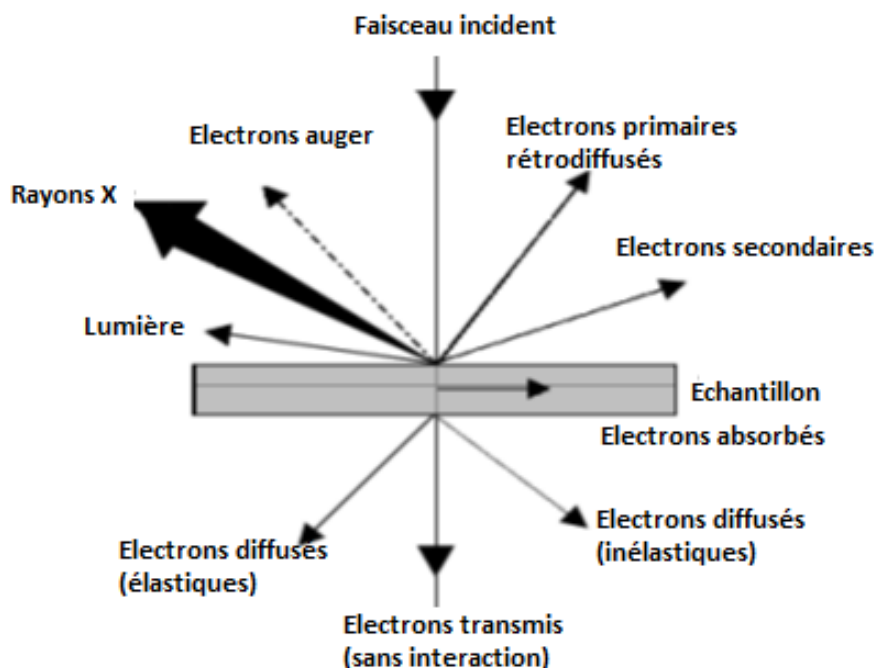 Faisceau incident
Electrons auger
Electrons primaires
rétrodiffusés
Rayons X
Electrons secondaires
Lumière
Echantillon
Electrons absorbés
Electrons diffusés
(élastiques)
Electrons diffusés
(inélastiques)
Electrons transmis
(sans interaction)